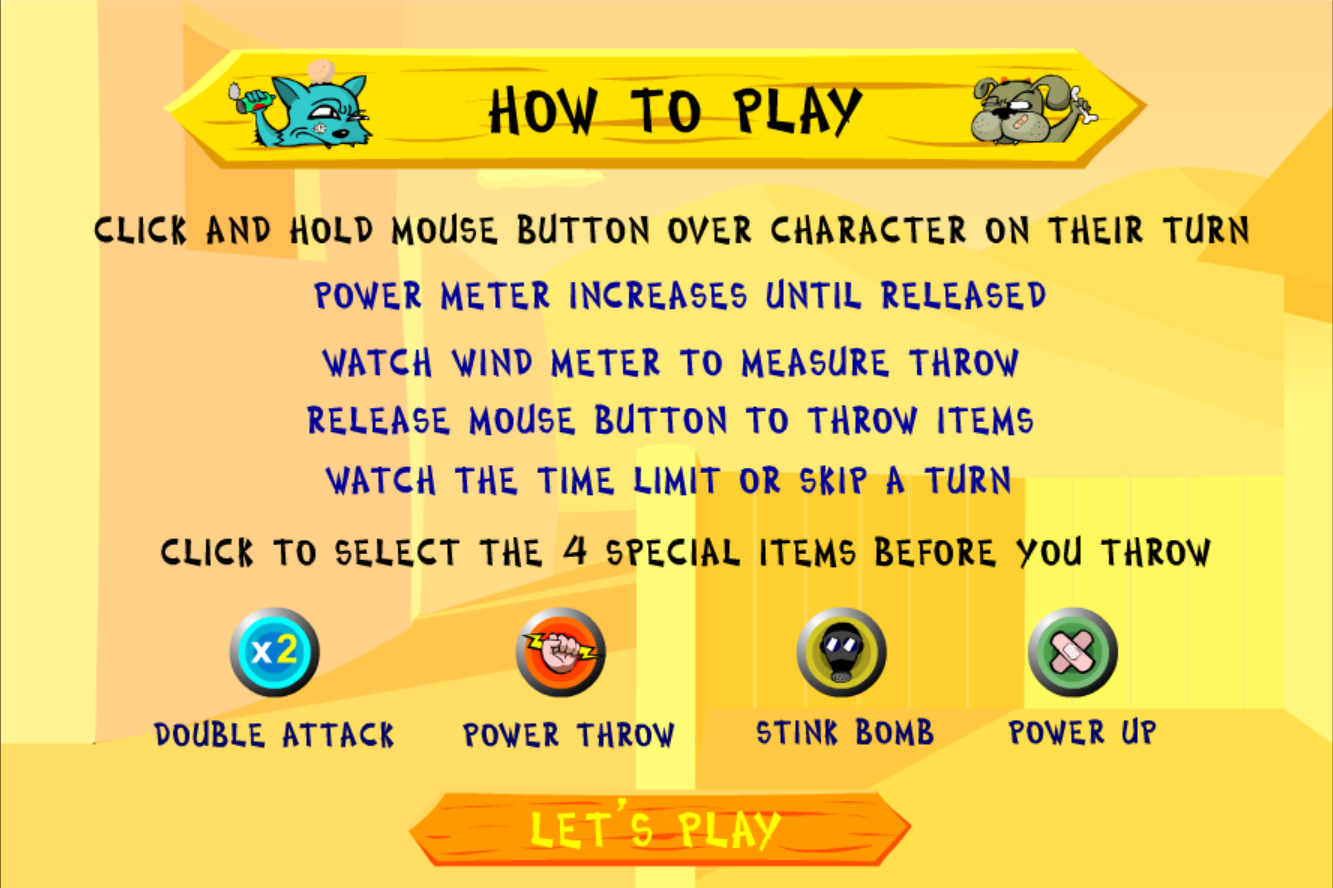 HOW TO PLAY
CLICK AND HOLD MOUSE BUTTON OVER CHARACTER ON THEIR TURN
POWER METER INCREASES UNTIL RELEASED
WATCH WIND METER TO MEASURE THROW
RELEASE MOUSE BUTTON TO THROW ITEMS
WATCH THE TIME LIMIT OR SKIP A TURN
CLICK TO SELECT THE 4 SPECIAL ITEMS BEFORE YOU THROW
x2
DOUBLE ATTACK POWER THROW STINK BOMB POWER UP
LET'S PLAY